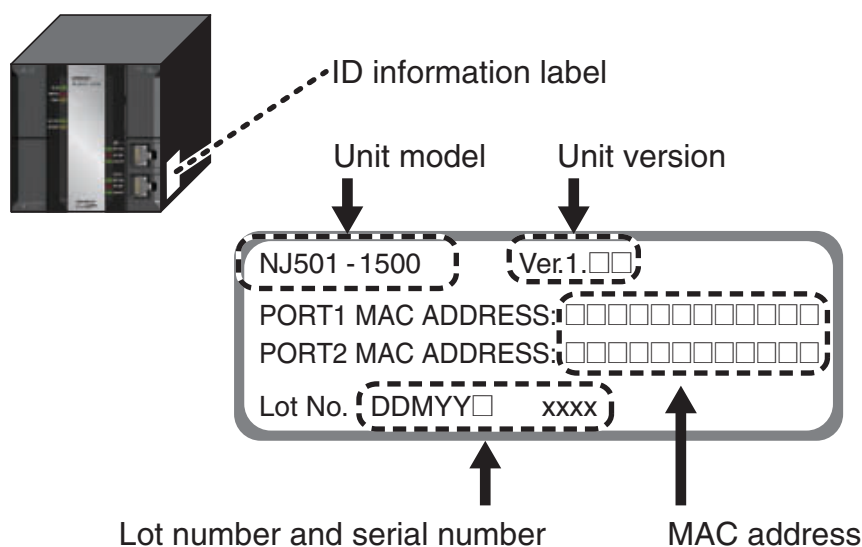 ID information label
Unit model Unit version
NJ501 - 1500 Ver.1.□□
PORT1 MAC ADDRESS:□□□□□□□□□□□□
PORT2 MAC ADDRESS:□□□□□□□□□□□□
Lot No. DDMYY□ xxxx
Lot number and serial number MAC address